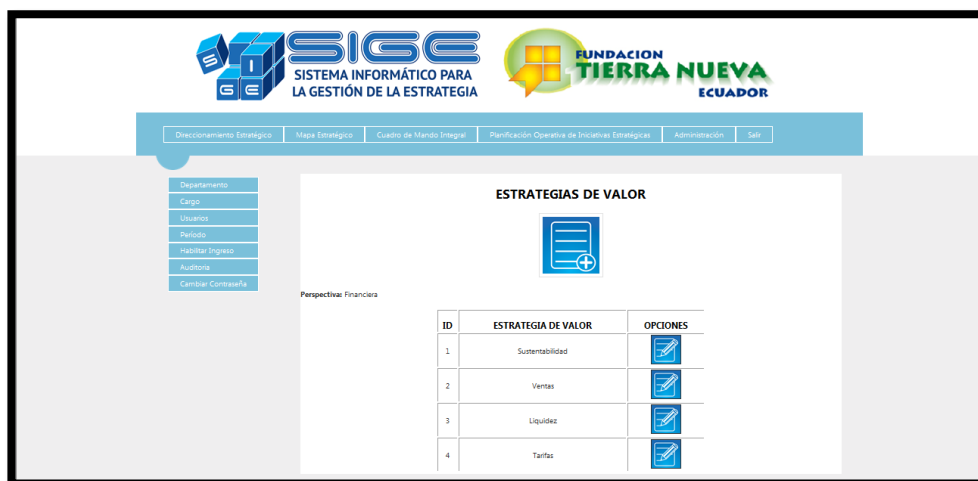 SIGE
SISTEMA INFORMÁTICO PARA
LA GESTIÓN DE LA ESTRATEGIA
S I G E
FUNDACION
TIERRA NUEVA
ECUADOR
Direccionamiento Estratégico Mapa Estratégico Cuadro de Mando Integral Planificación Operativa de Iniciativas Estratégicas Administración Salir
Departamento
Cargo
Usuarios
Período
Habilitar Ingreso
Auditoria
Cambiar Contraseña
ESTRATEGIAS DE VALOR
Perspectiva: Financiera
ID ESTRATEGIA DE VALOR OPCIONES
1 Sustentabilidad
2 Ventas
3 Liquidez
4 Tarifas